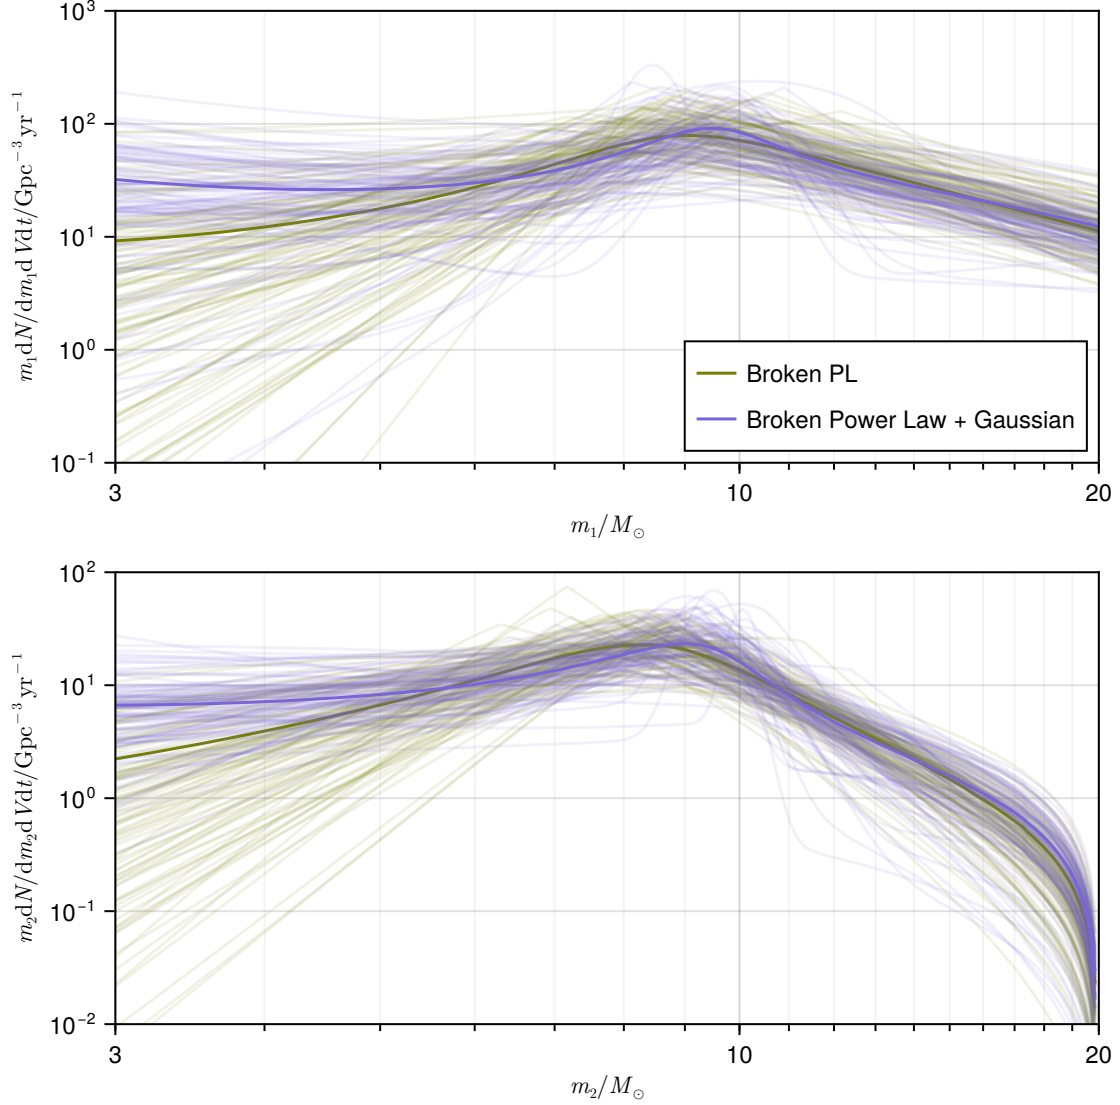 10³
10²
10¹
10⁰
10⁻¹
m₁dN/dm₁dVdt/Gpc⁻³yr⁻¹
Broken PL
Broken Power Law + Gaussian
3
10
20
m₁/M☉
10²
10¹
10⁰
10⁻¹
10⁻²
m₂dN/dm₂dVdt/Gpc⁻³yr⁻¹
3
10
20
m₂/M☉